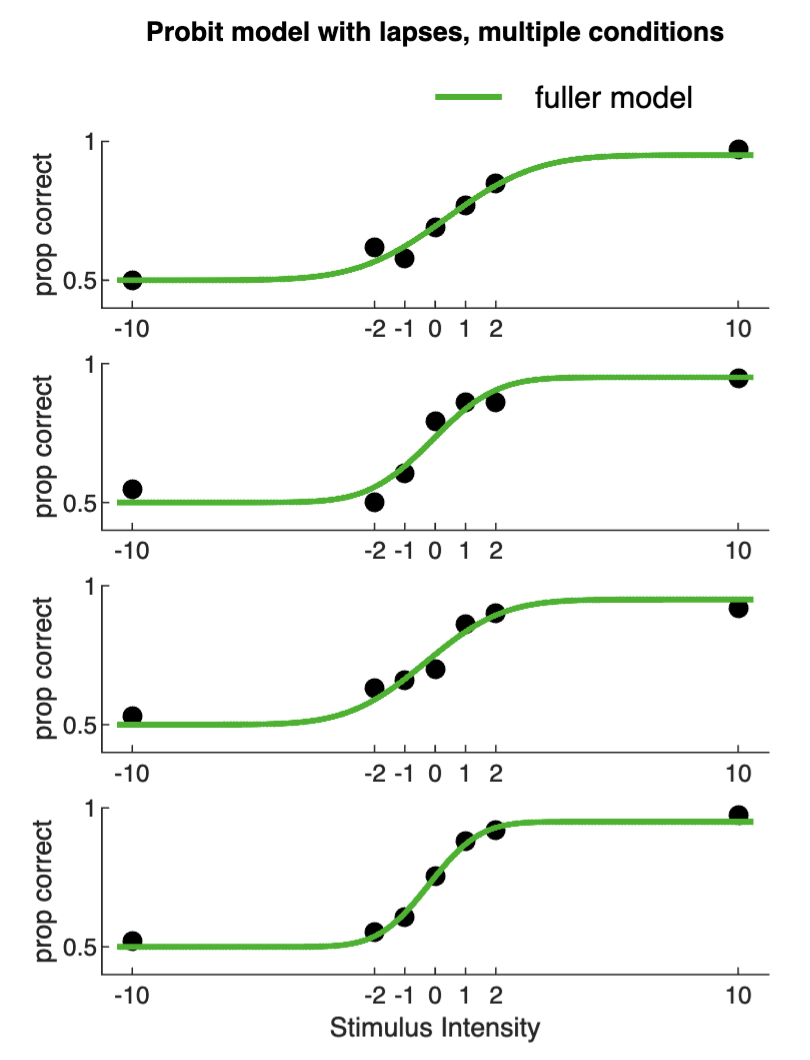 Probit model with lapses, multiple conditions
fuller model
prop correct
1
0.5
-10 -2 -1 0 1 2 10
prop correct
1
0.5
-10 -2 -1 0 1 2 10
prop correct
1
0.5
-10 -2 -1 0 1 2 10
prop correct
1
0.5
-10 -2 -1 0 1 2 10
Stimulus Intensity